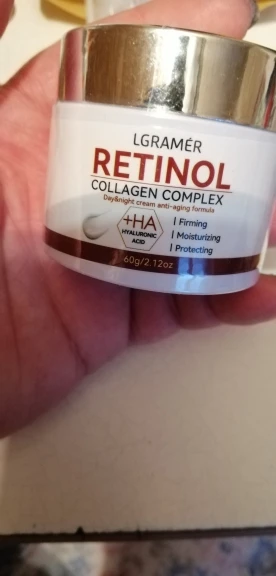 LGRAMÉR
RETINOL
COLLAGEN COMPLEX
Day&night cream anti-aging formula
+HA
HYALURONIC
ACID
| Firming
| Moisturizing
| Protecting
60g/2.12oz